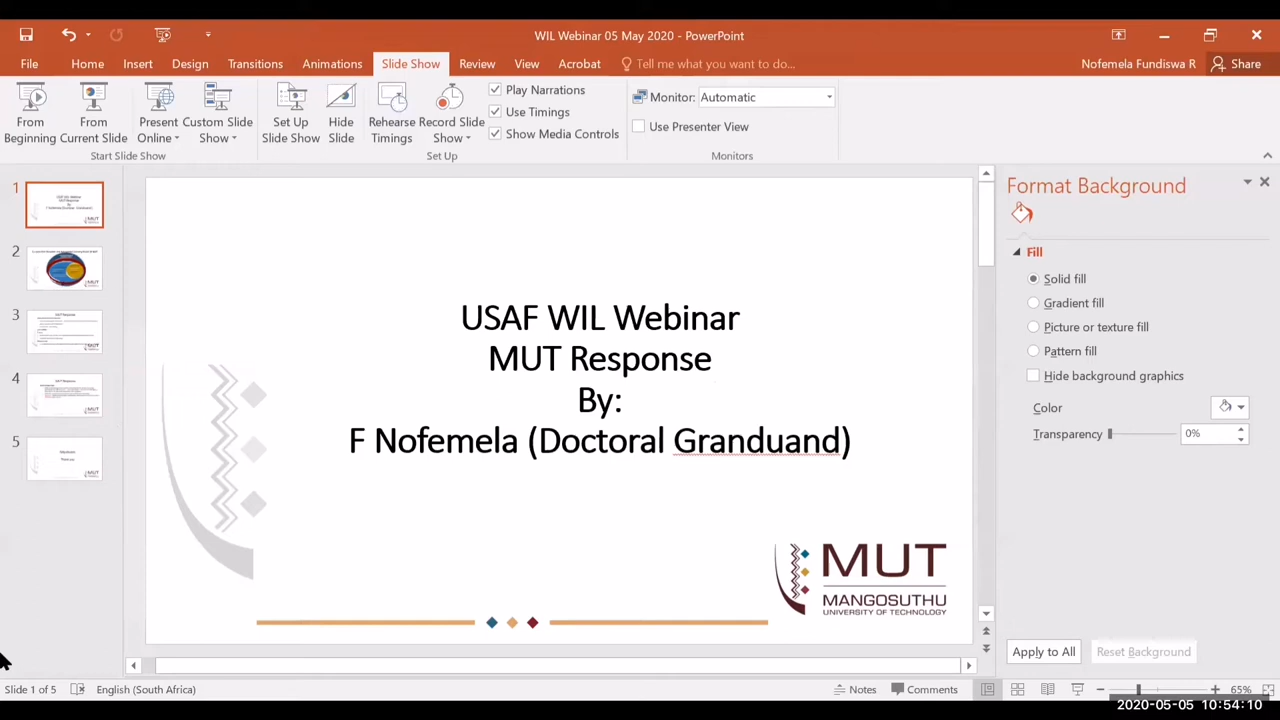 WIL Webinar 05 May 2020 - PowerPoint
File Home Insert Design Transitions Animations Slide Show Review View Acrobat Tell me what you want to do... Nofemela Fundiswa R Share
From Beginning
From Current Slide
Present Online
Custom Slide Show
Set Up Slide Show
Hide Slide
Rehearse Timings
Record Slide Show
Play Narrations
Use Timings
Show Media Controls
Monitor: Automatic
Use Presenter View
Start Slide Show
Set Up
Monitors
1
2
3
4
5
USAF WIL Webinar
MUT Response
By:
F Nofemela (Doctoral Granduand)
MUT
MANGOSUTHU
UNIVERSITY OF TECHNOLOGY
Format Background
Fill
Solid fill
Gradient fill
Picture or texture fill
Pattern fill
Hide background graphics
Color
Transparency 0%
Apply to All Reset Background
Slide 1 of 5 English (South Africa) Notes Comments 65%
2020-05-05 10:54:10